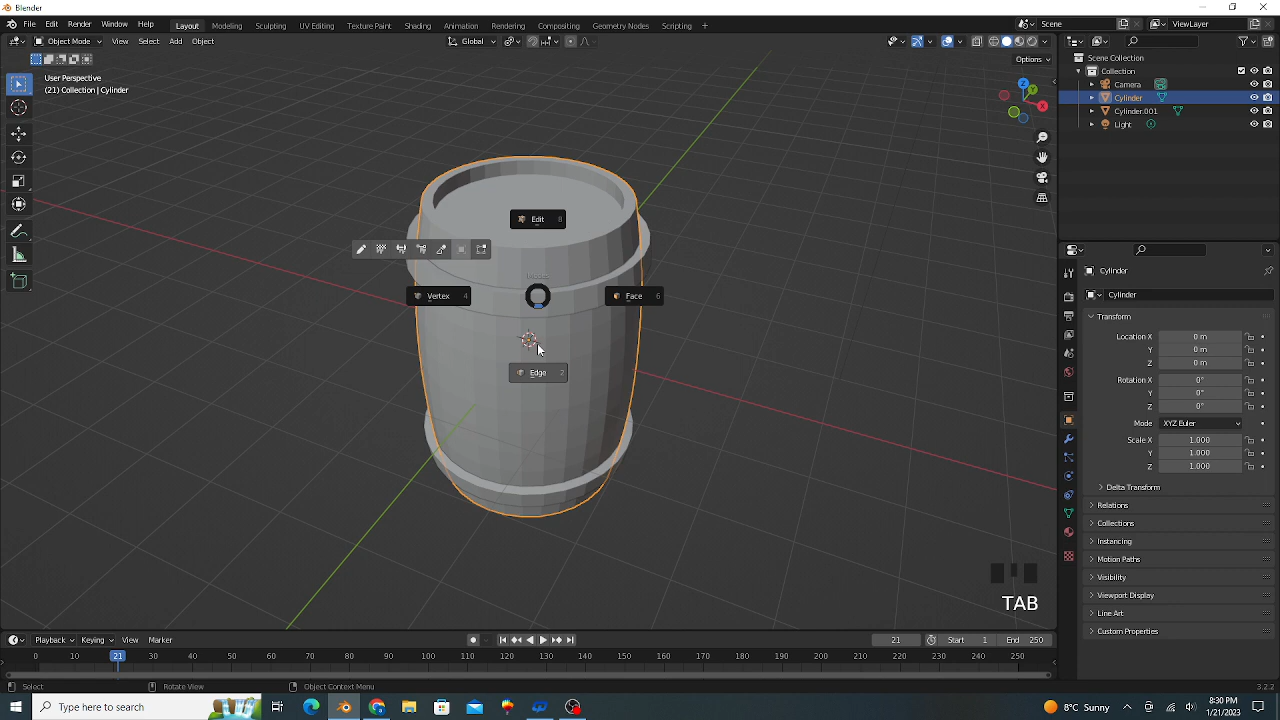 Blender
File Edit Render Window Help Layout Modeling Sculpting UV Editing Texture Paint Shading Animation Rendering Compositing Geometry Nodes Scripting + Scene ViewLayer
Object Mode View Select Add Object Global
Options
User Perspective
(21) Collection | Cylinder
X
Y
Z
Edit 8
Vertex 4
Face 6
Edge 2
TAB
Scene Collection
Collection
Camera
Cylinder
Cylinder.001
Light
Cylinder
Cylinder
Transform
Location X 0 m
Y 0 m
Z 0 m
Rotation X 0°
Y 0°
Z 0°
Mode XYZ Euler
Scale X 1.000
Y 1.000
Z 1.000
Delta Transform
Relations
Collections
Instancing
Motion Paths
Visibility
Viewport Display
Line Art
Custom Properties
Playback Keying View Marker 21 Start 1 End 250
0 10 21 30 40 50 60 70 80 90 100 110 120 130 140 150 160 170 180 190 200 210 220 230 240 250
Select Rotate View Object Context Menu 3.2.2
Type here to search
8°C Sunny
8:30 PM
1/21/2023